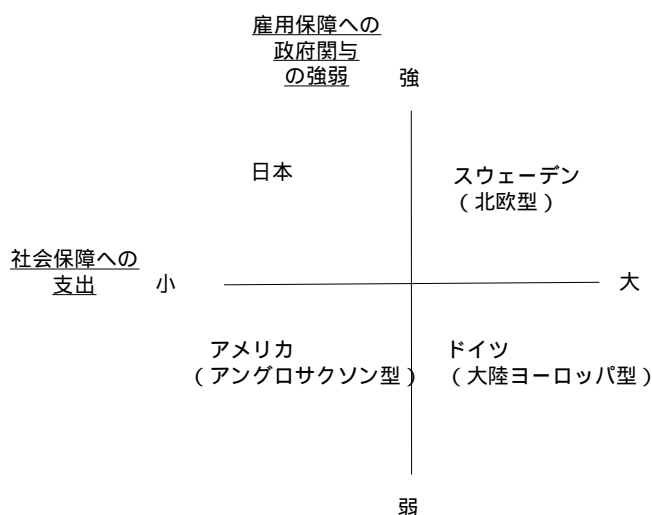 雇用保障への
政府関与
の強弱
強
日本
スウェーデン
（北欧型）
社会保障への
支出
小
大
アメリカ
（アングロサクソン型）
ドイツ
（大陸ヨーロッパ型）
弱